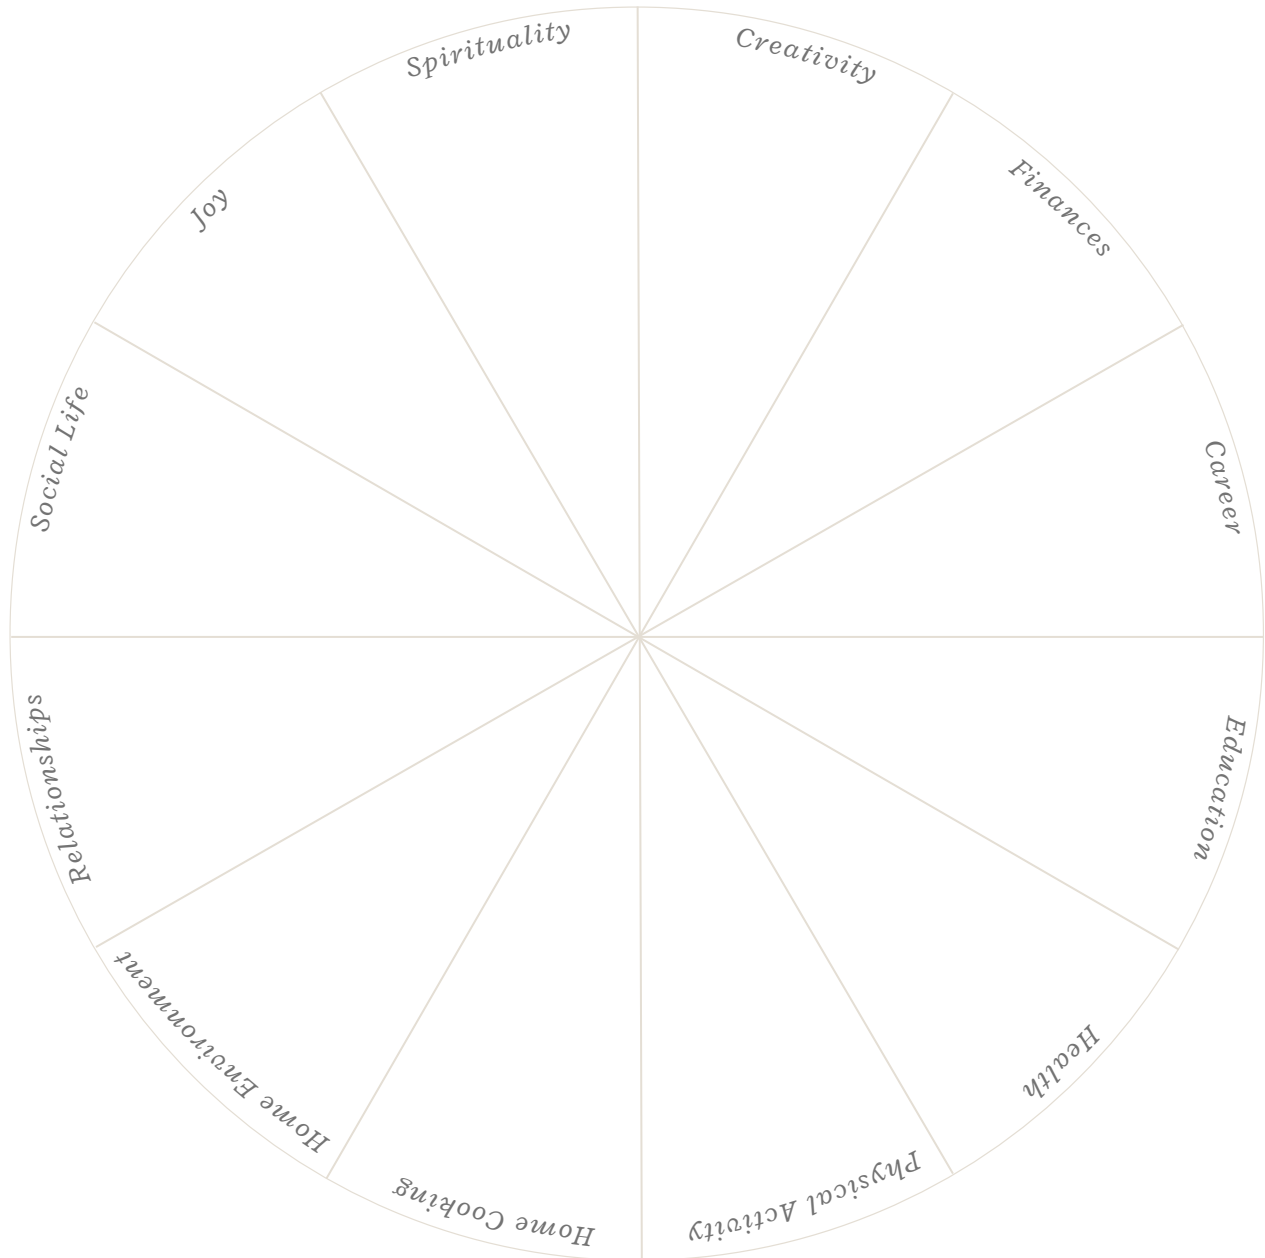 Creativity
Finances
Career
Education
Health
Physical Activity
Home Cooking
Home Environment
Relationships
Social Life
Joy
Spirituality